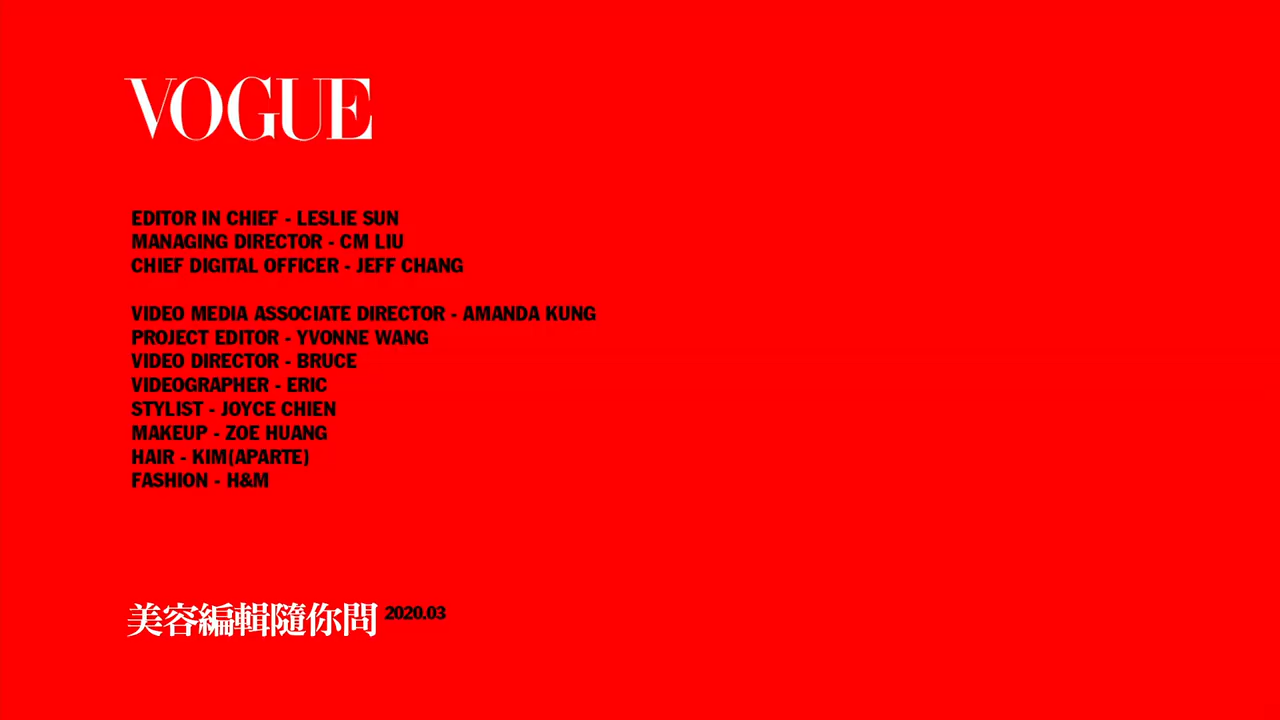 VOGUE
EDITOR IN CHIEF - LESLIE SUN
MANAGING DIRECTOR - CM LIU
CHIEF DIGITAL OFFICER - JEFF CHANG
VIDEO MEDIA ASSOCIATE DIRECTOR - AMANDA KUNG
PROJECT EDITOR - YVONNE WANG
VIDEO DIRECTOR - BRUCE
VIDEOGRAPHER - ERIC
STYLIST - JOYCE CHIEN
MAKEUP - ZOE HUANG
HAIR - KIM(APARTE)
FASHION - H&M
美容編輯隨你問 2020.03